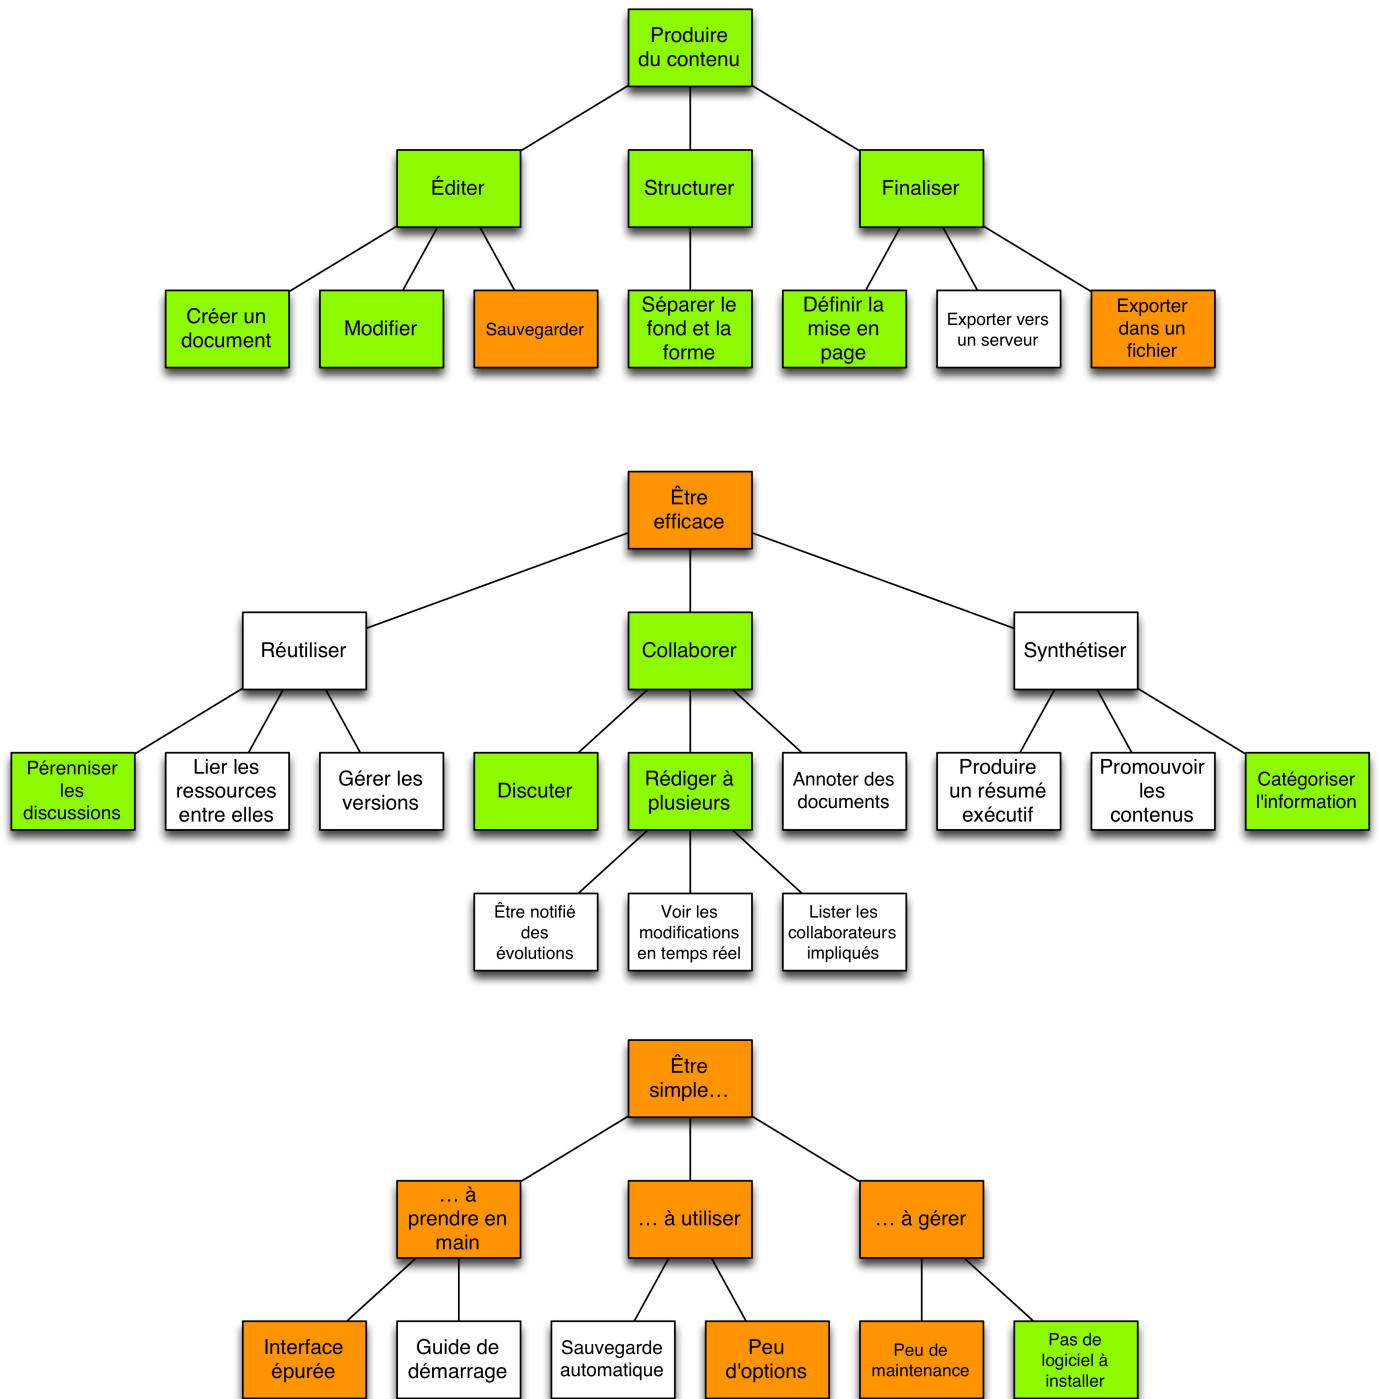 Produire
du contenu
Éditer
Structurer
Finaliser
Créer un
document
Modifier
Sauvegarder
Séparer le
fond et la
forme
Définir la
mise en
page
Exporter vers
un serveur
Exporter
dans un
fichier
Être
efficace
Réutiliser
Collaborer
Synthétiser
Pérenniser
les
discussions
Lier les
ressources
entre elles
Gérer les
versions
Discuter
Rédiger à
plusieurs
Annoter des
documents
Produire
un résumé
exécutif
Promouvoir
les
contenus
Catégoriser
l'information
Être notifié
des
évolutions
Voir les
modifications
en temps réel
Lister les
collaborateurs
impliqués
Être
simple…
… à
prendre en
main
… à utiliser
… à gérer
Interface
épurée
Guide de
démarrage
Sauvegarde
automatique
Peu
d'options
Peu de
maintenance
Pas de
logiciel à
installer